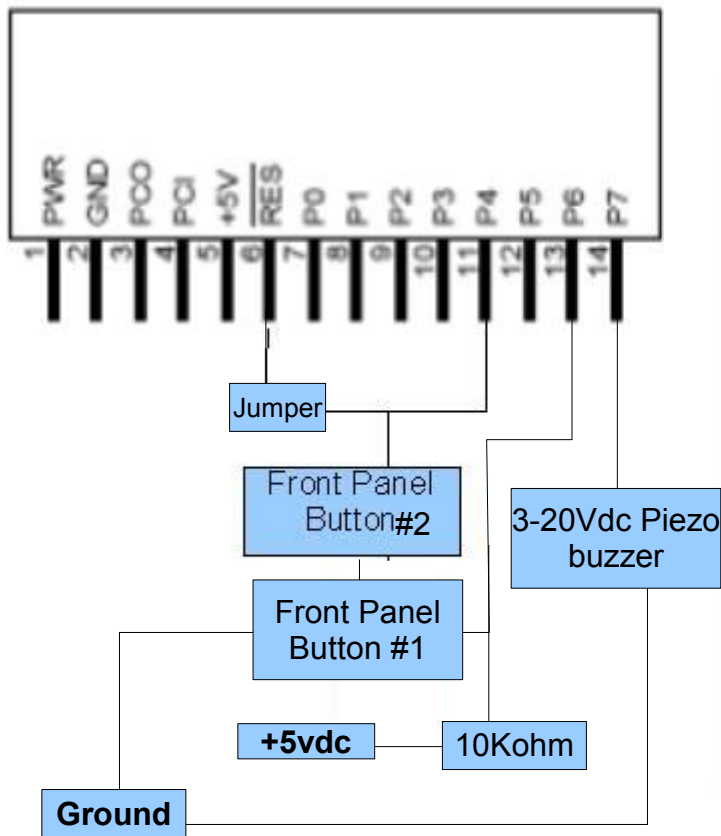 PWR
GND
PCO
PCI
+5V
RES
P0
P1
P2
P3
P4
P5
P6
P7
1
2
3
4
5
6
7
8
9
10
11
12
13
14
Jumper
Front Panel
Button#2
3-20Vdc Piezo
buzzer
Front Panel
Button #1
+5vdc
10Kohm
Ground